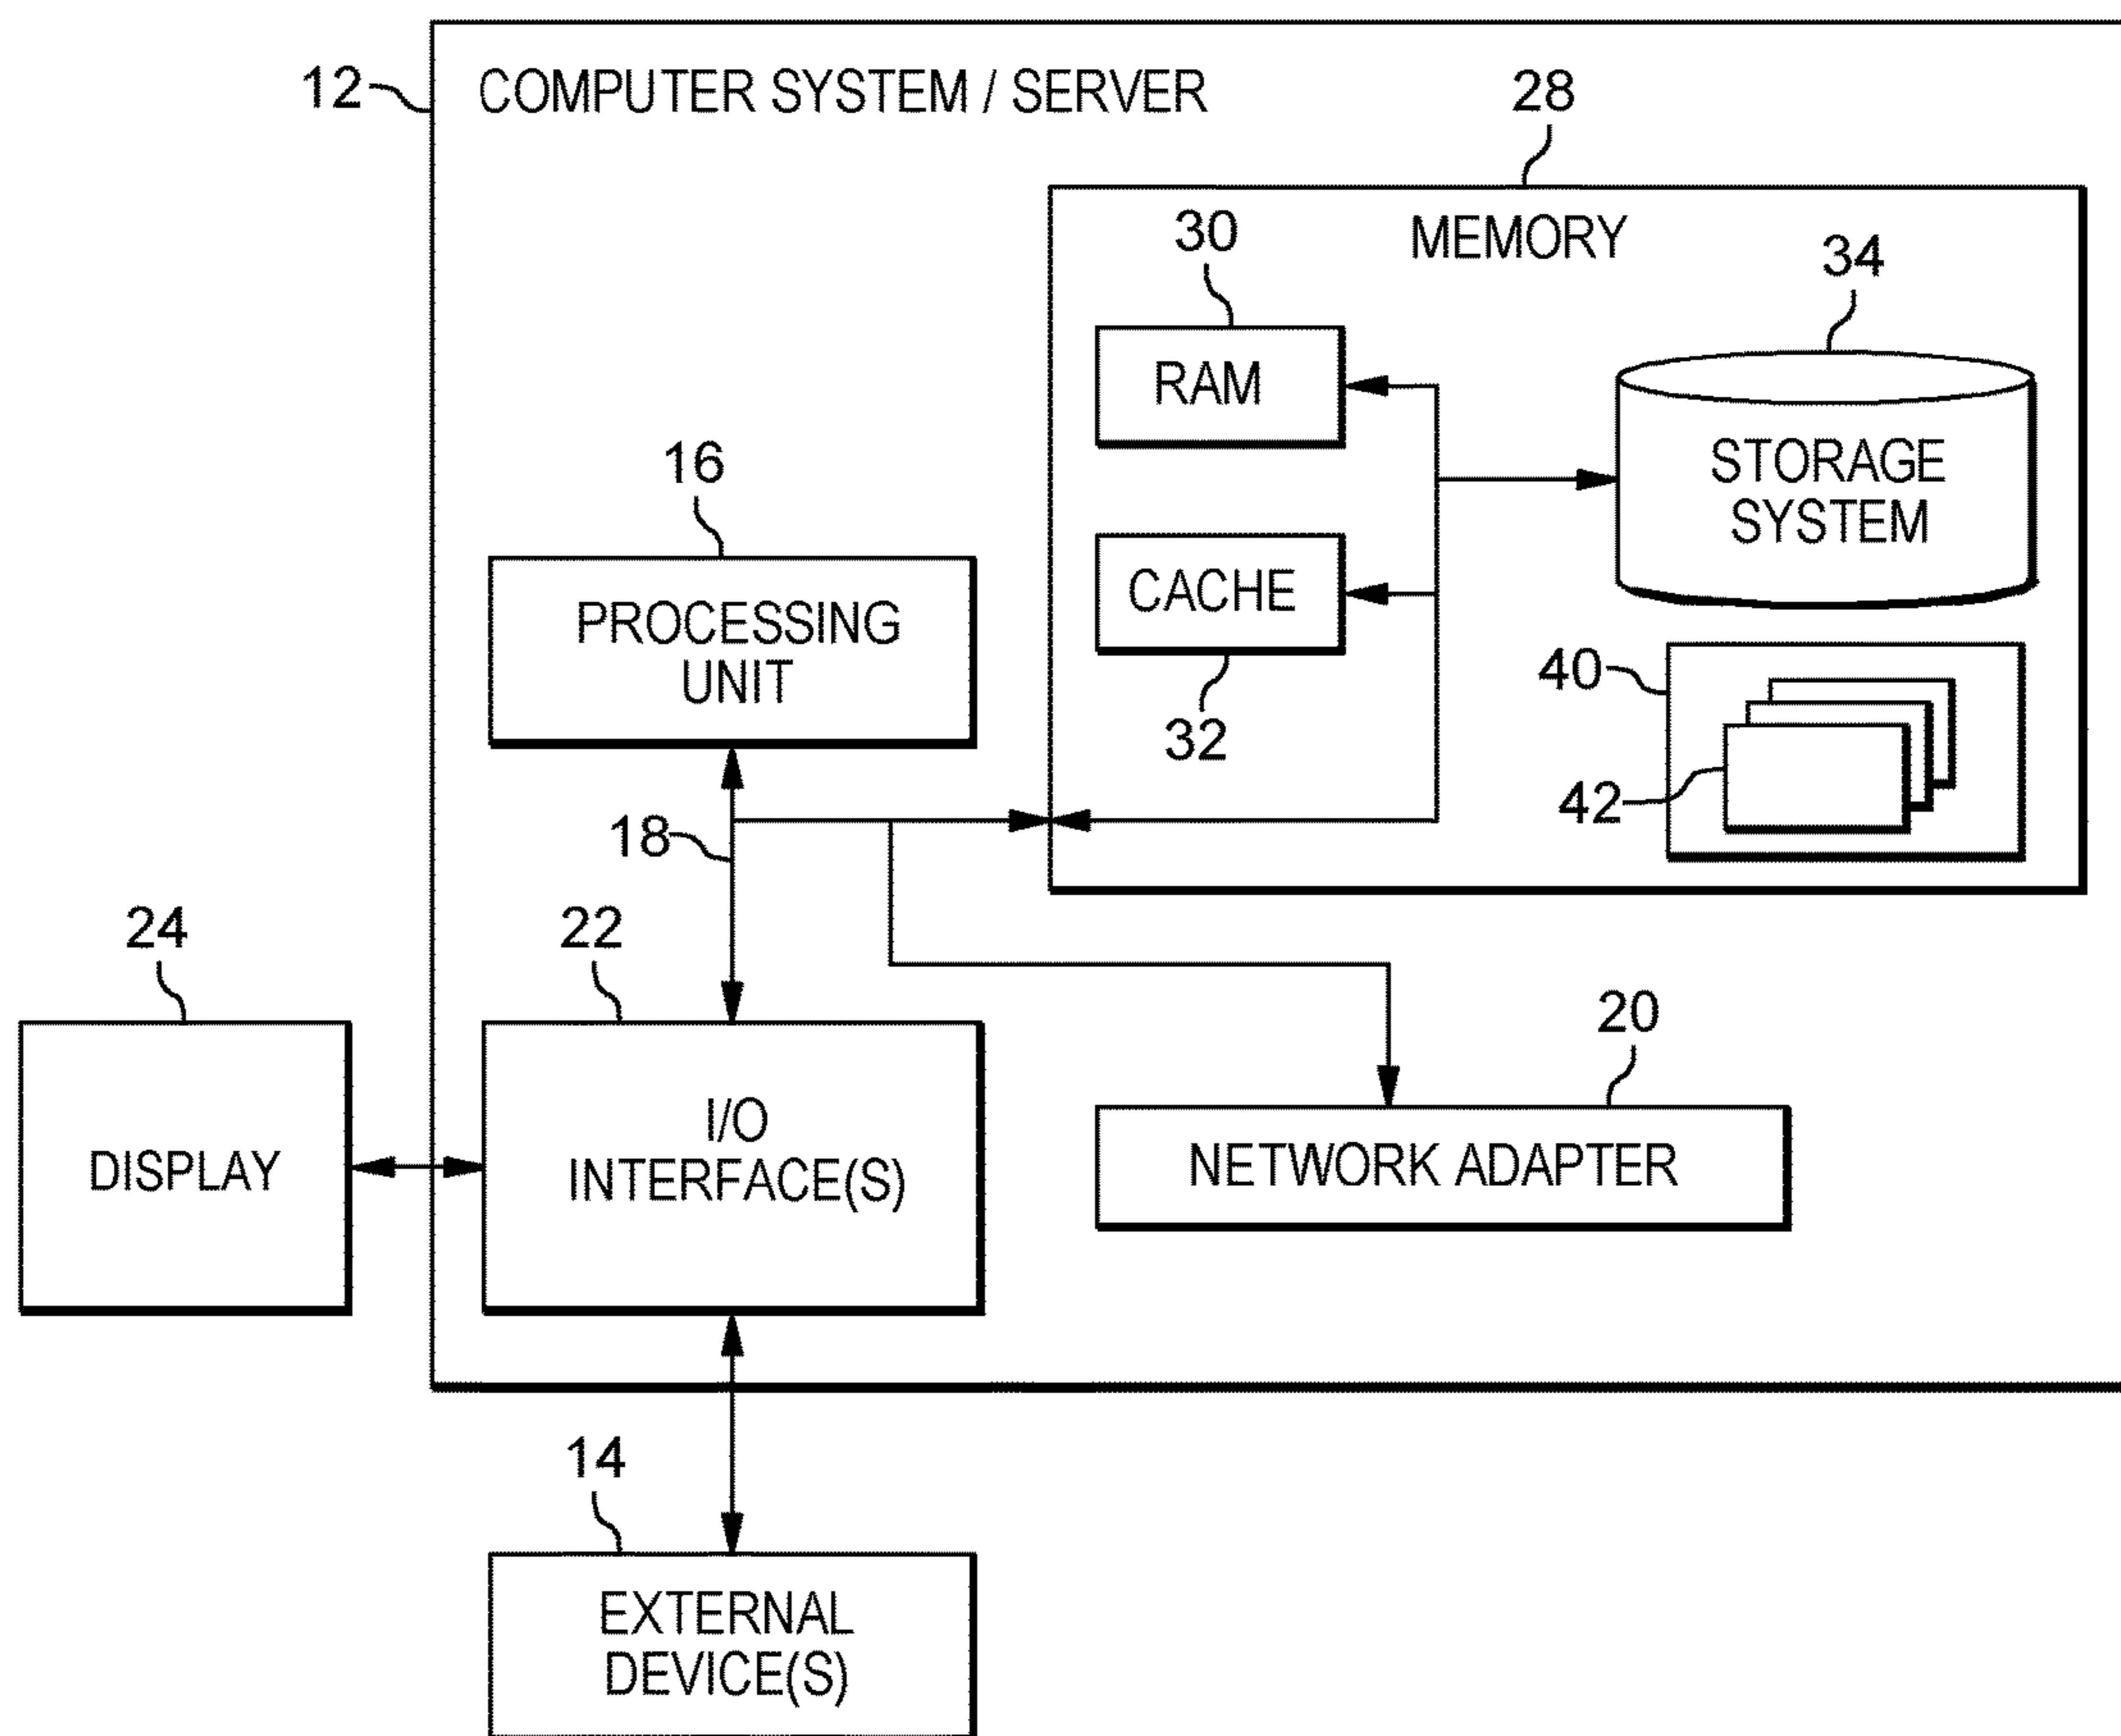 12
COMPUTER SYSTEM / SERVER
28
MEMORY
30
34
RAM
STORAGE
SYSTEM
16
CACHE
PROCESSING
UNIT
32
40
42
18
24
22
20
I/O
INTERFACE(S)
DISPLAY
NETWORK ADAPTER
14
EXTERNAL
DEVICE(S)